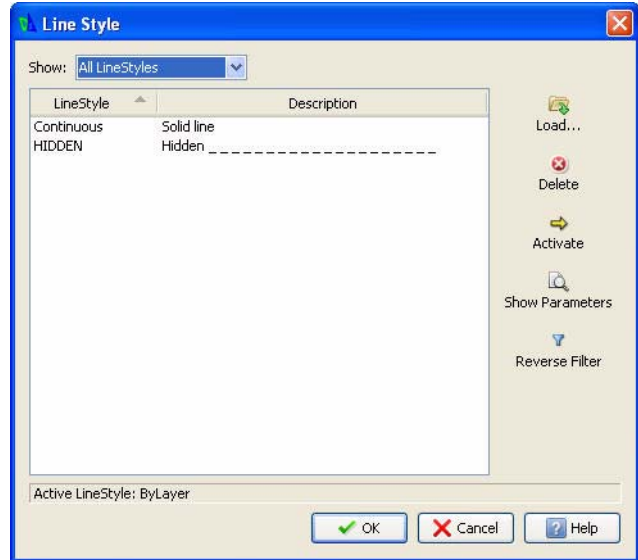 Line Style
Show: All LineStyles
LineStyle Description
Continuous Solid line
HIDDEN Hidden _ _ _ _ _ _ _ _ _ _ _ _ _ _ _ _ _ _ _ _ _
Load...
Delete
Activate
Show Parameters
Reverse Filter
Active LineStyle: ByLayer
OK Cancel ? Help